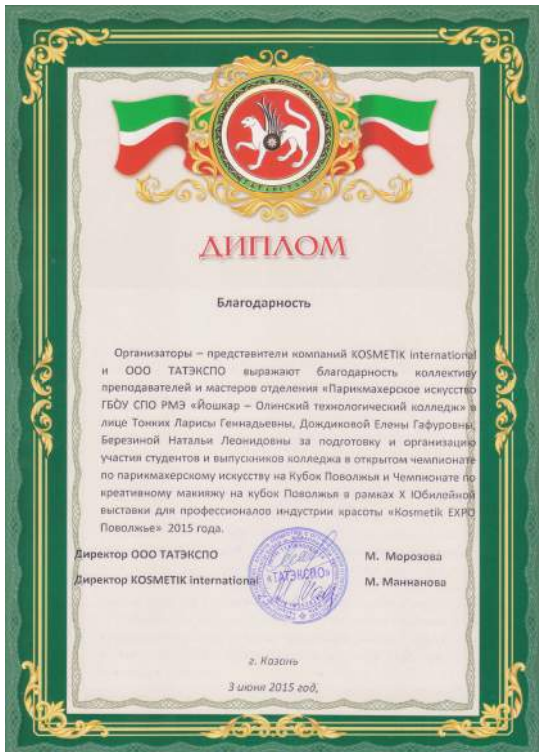 ТАТАРСТАН
ДИПЛОМ
Благодарность
Организаторы – представители компаний KOSMETIK international
и ООО ТАТЭКСПО выражают благодарность коллективу
преподавателей и мастеров отделения «Парикмахерское искусство
ГБОУ СПО РМЭ «Йошкар – Олинский технологический колледж» в
лице Тонких Ларисы Геннадьевны, Дождиковой Елены Гафуровны,
Березиной Натальи Леонидовны за подготовку и организацию
участия студентов и выпускников колледжа в открытом чемпионате
по парикмахерскому искусству на Кубок Поволжья и Чемпионате по
креативному макияжу на кубок Поволжья в рамках X Юбилейной
выставки для профессионалов индустрии красоты «Kosmetik EXPO
Поволжье» 2015 года.
Директор ООО ТАТЭКСПО М. Морозова
Директор KOSMETIK international М. Маннанова
«ТАТЭКСПО»
г. Казань
3 июня 2015 год,